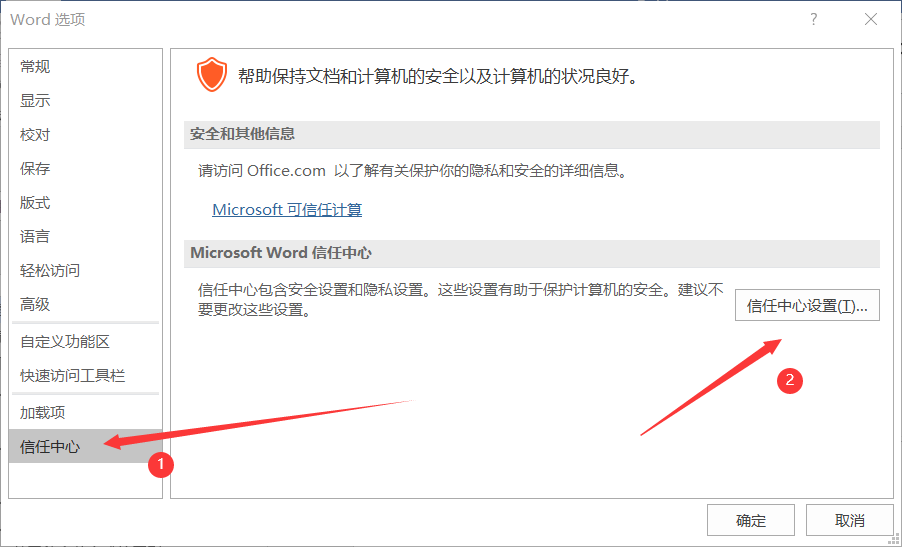 Word 选项
?
常规
显示
校对
保存
版式
语言
轻松访问
高级
自定义功能区
快速访问工具栏
加载项
信任中心
1
帮助保持文档和计算机的安全以及计算机的状况良好。
安全和其他信息
请访问 Office.com 以了解有关保护你的隐私和安全的详细信息。
Microsoft 可信任计算
Microsoft Word 信任中心
信任中心包含安全设置和隐私设置。这些设置有助于保护计算机的安全。建议不
要更改这些设置。
信任中心设置(T)...
2
确定
取消